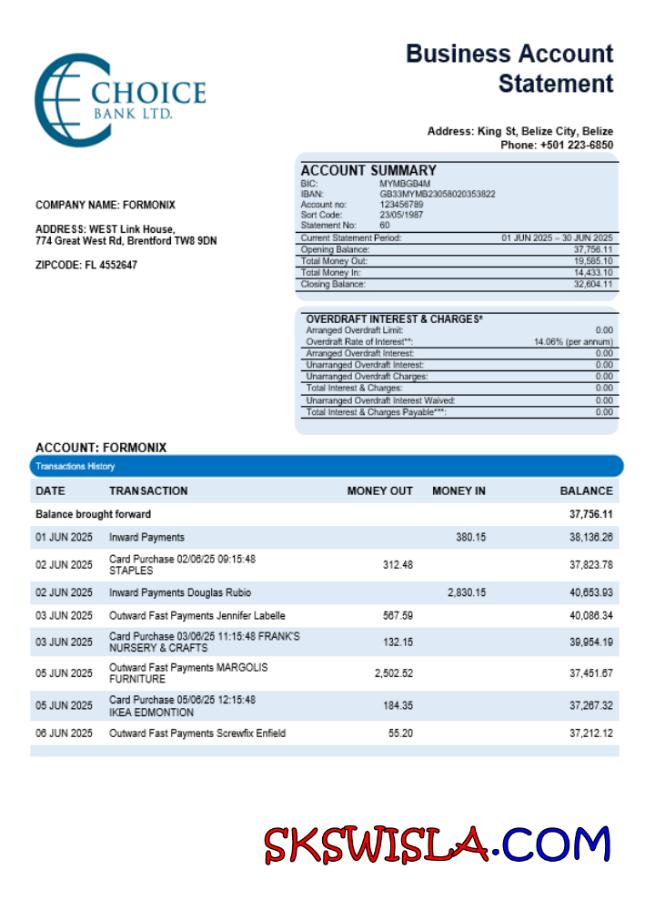 CHOICE
BANK LTD.
Business Account
Statement
Address: King St, Belize City, Belize
Phone: +501 223-6850
COMPANY NAME: FORMONIX
ADDRESS: WEST Link House,
774 Great West Rd, Brentford TW8 9DN
ZIPCODE: FL 4552647
ACCOUNT SUMMARY
BIC: MYMBGB4M
IBAN: GB33MYMB23058020353822
Account no: 123456789
Sort Code: 23/05/1987
Statement No: 60
Current Statement Period: 01 JUN 2025 – 30 JUN 2025
Opening Balance: 37,756.11
Total Money Out: 19,585.10
Total Money In: 14,433.10
Closing Balance: 32,604.11
OVERDRAFT INTEREST & CHARGES*
Arranged Overdraft Limit: 0.00
Overdraft Rate of Interest**: 14.06% (per annum)
Arranged Overdraft Interest: 0.00
Unarranged Overdraft Interest: 0.00
Unarranged Overdraft Charges: 0.00
Total Interest & Charges: 0.00
Unarranged Overdraft Interest Waived: 0.00
Total Interest & Charges Payable***: 0.00
ACCOUNT: FORMONIX
Transactions History
DATE TRANSACTION MONEY OUT MONEY IN BALANCE
Balance brought forward 37,756.11
01 JUN 2025 Inward Payments 380.15 38,136.26
02 JUN 2025 Card Purchase 02/06/25 09:15:48 312.48 37,823.78
STAPLES
02 JUN 2025 Inward Payments Douglas Rubio 2,830.15 40,653.93
03 JUN 2025 Outward Fast Payments Jennifer Labelle 567.59 40,086.34
03 JUN 2025 Card Purchase 03/06/25 11:15:48 FRANK'S 132.15 39,954.19
NURSERY & CRAFTS
05 JUN 2025 Outward Fast Payments MARGOLIS 2,502.52 37,451.67
FURNITURE
05 JUN 2025 Card Purchase 05/06/25 12:15:48 184.35 37,267.32
IKEA EDMONTION
06 JUN 2025 Outward Fast Payments Screwfix Enfield 55.20 37,212.12
SKSWISLA.COM